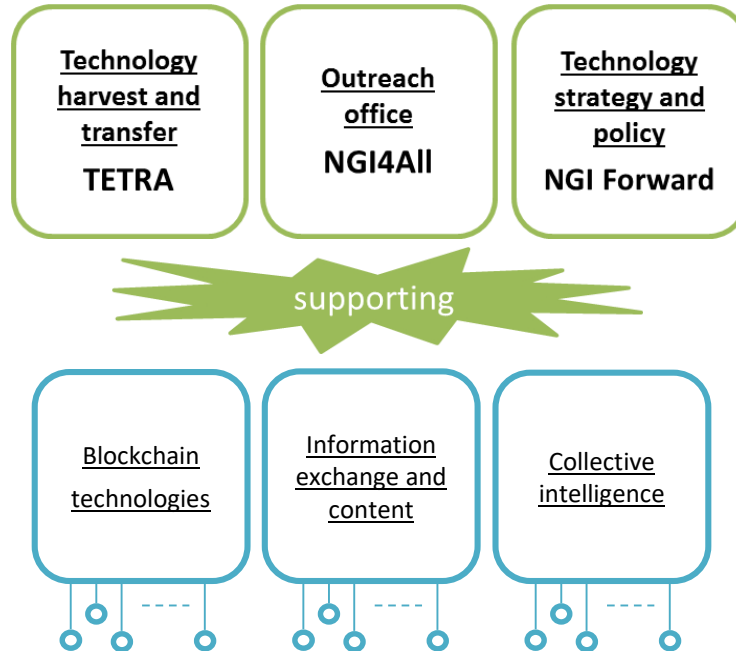 Technology
harvest and
transfer
TETRA
Outreach
office
NGI4All
Technology
strategy and
policy
NGI Forward
supporting
Blockchain
technologies
Information
exchange and
content
Collective
intelligence